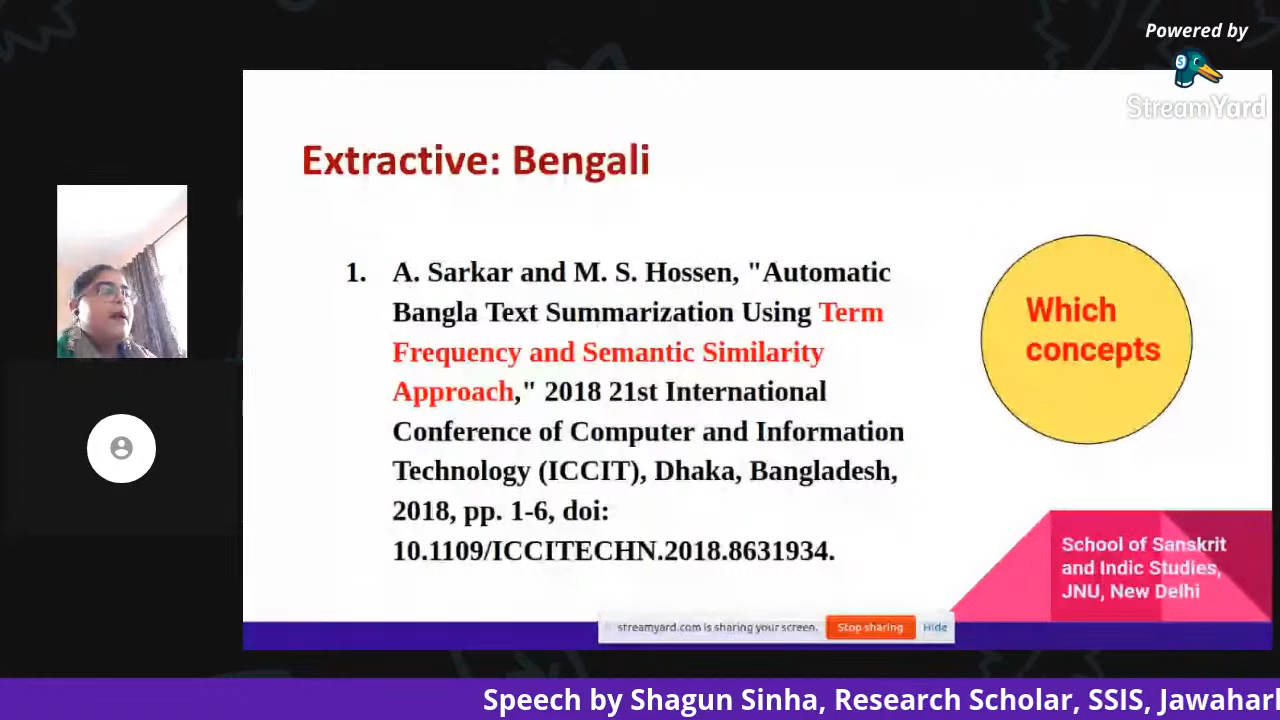 Powered by
StreamYard
Extractive: Bengali
1. A. Sarkar and M. S. Hossen, "Automatic
Bangla Text Summarization Using Term
Frequency and Semantic Similarity
Approach," 2018 21st International
Conference of Computer and Information
Technology (ICCIT), Dhaka, Bangladesh,
2018, pp. 1-6, doi:
10.1109/ICCITECHN.2018.8631934.
Which
concepts
School of Sanskrit
and Indic Studies,
JNU, New Delhi
streamyard.com is sharing your screen. Stop sharing Hide
Speech by Shagun Sinha, Research Scholar, SSIS, Jawaharl